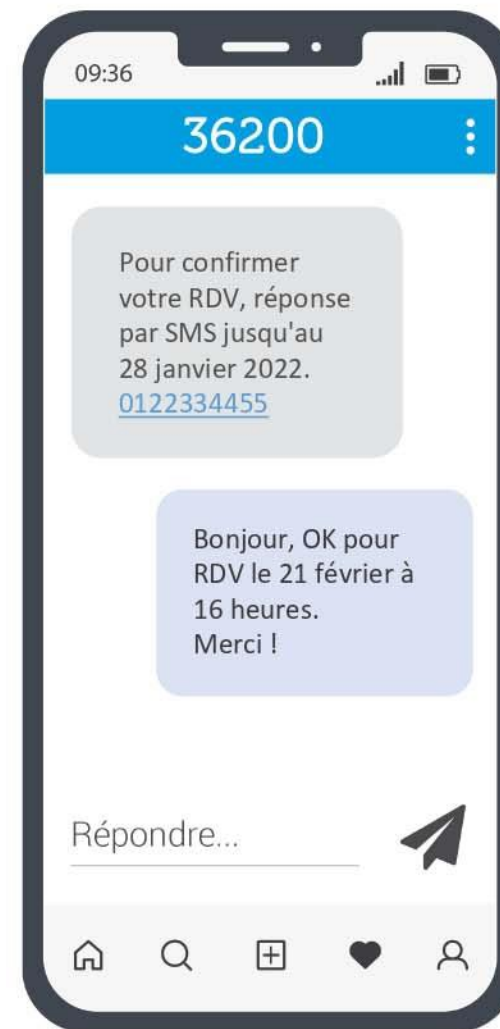 09:36
36200
Pour confirmer
votre RDV, réponse
par SMS jusqu'au
28 janvier 2022.
0122334455
Bonjour, OK pour
RDV le 21 février à
16 heures.
Merci !
Répondre...